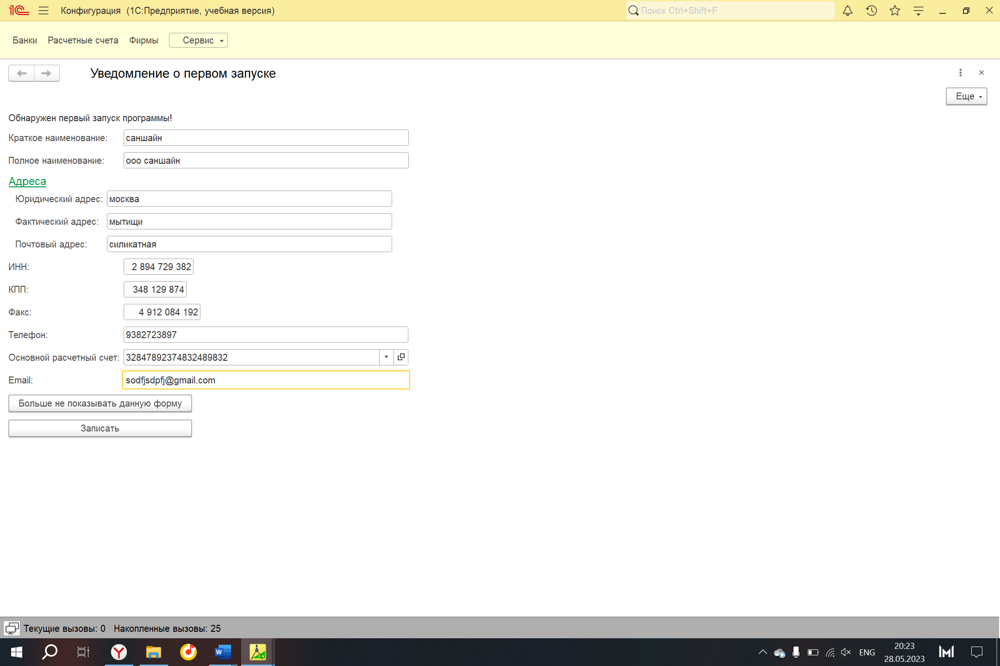 1С Конфигурация (1С:Предприятие, учебная версия) Поиск Ctrl+Shift+F
Банки Расчетные счета Фирмы Сервис
Уведомление о первом запуске
Еще
Обнаружен первый запуск программы!
Краткое наименование: саншайн
Полное наименование: ооо саншайн
Адреса
Юридический адрес: москва
Фактический адрес: мытищи
Почтовый адрес: силикатная
ИНН: 2 894 729 382
КПП: 348 129 874
Факс: 4 912 084 192
Телефон: 9382723897
Основной расчетный счет: 32847892374832489832
Email: sodfjsdpfj@gmail.com
Больше не показывать данную форму
Записать
Текущие вызовы: 0 Накопленные вызовы: 25
ENG 20:23
28.05.2023